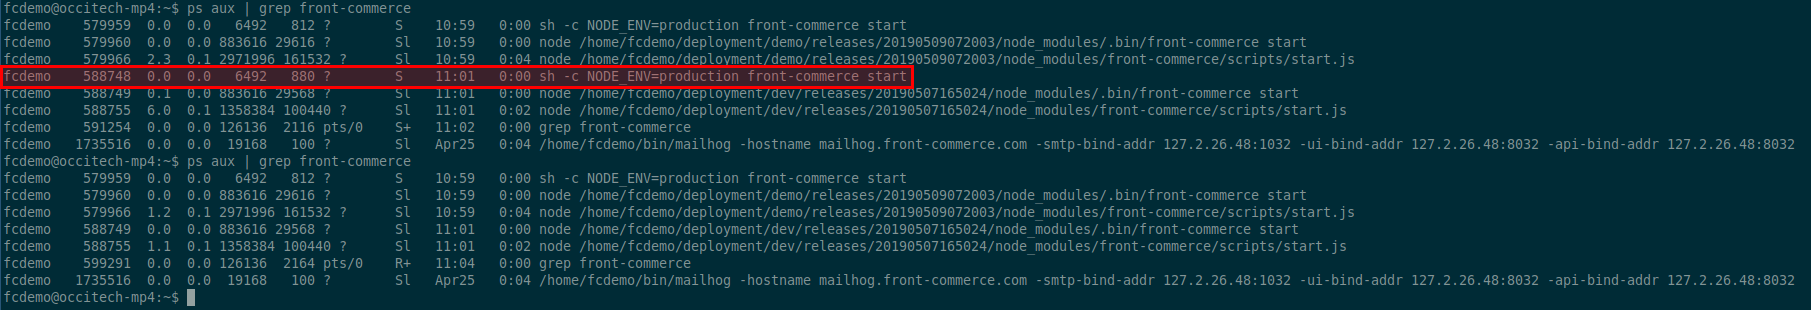 fcdemo@occitech-mp4:~$ ps aux | grep front-commerce
fcdemo    579959  0.0  0.0   6492   812 ?        S    10:59   0:00 sh -c NODE_ENV=production front-commerce start
fcdemo    579960  0.0  0.0 883616 29616 ?        Sl   10:59   0:00 node /home/fcdemo/deployment/demo/releases/20190509072003/node_modules/.bin/front-commerce start
fcdemo    579966  2.3  0.1 2971996 161532 ?      Sl   10:59   0:04 node /home/fcdemo/deployment/demo/releases/20190509072003/node_modules/front-commerce/scripts/start.js
fcdemo    588748  0.0  0.0   6492   880 ?        S    11:01   0:00 sh -c NODE_ENV=production front-commerce start
fcdemo    588749  0.1  0.0 883616 29568 ?        Sl   11:01   0:00 node /home/fcdemo/deployment/dev/releases/20190507165024/node_modules/.bin/front-commerce start
fcdemo    588755  6.0  0.1 1358384 100440 ?      Sl   11:01   0:02 node /home/fcdemo/deployment/dev/releases/20190507165024/node_modules/front-commerce/scripts/start.js
fcdemo    591254  0.0  0.0 126136  2116 pts/0    S+   11:02   0:00 grep front-commerce
fcdemo   1735516  0.0  0.0  19168   100 ?        Sl   Apr25   0:04 /home/fcdemo/bin/mailhog -hostname mailhog.front-commerce.com -smtp-bind-addr 127.2.26.48:1032 -ui-bind-addr 127.2.26.48:8032 -api-bind-addr 127.2.26.48:8032
fcdemo@occitech-mp4:~$ ps aux | grep front-commerce
fcdemo    579959  0.0  0.0   6492   812 ?        S    10:59   0:00 sh -c NODE_ENV=production front-commerce start
fcdemo    579960  0.0  0.0 883616 29616 ?        Sl   10:59   0:00 node /home/fcdemo/deployment/demo/releases/20190509072003/node_modules/.bin/front-commerce start
fcdemo    579966  1.2  0.1 2971996 161532 ?      Sl   10:59   0:04 node /home/fcdemo/deployment/demo/releases/20190509072003/node_modules/front-commerce/scripts/start.js
fcdemo    588749  0.0  0.0 883616 29568 ?        Sl   11:01   0:00 node /home/fcdemo/deployment/dev/releases/20190507165024/node_modules/.bin/front-commerce start
fcdemo    588755  1.1  0.1 1358384 100440 ?      Sl   11:01   0:02 node /home/fcdemo/deployment/dev/releases/20190507165024/node_modules/front-commerce/scripts/start.js
fcdemo    599291  0.0  0.0 126136  2164 pts/0    R+   11:04   0:00 grep front-commerce
fcdemo   1735516  0.0  0.0  19168   100 ?        Sl   Apr25   0:04 /home/fcdemo/bin/mailhog -hostname mailhog.front-commerce.com -smtp-bind-addr 127.2.26.48:1032 -ui-bind-addr 127.2.26.48:8032 -api-bind-addr 127.2.26.48:8032
fcdemo@occitech-mp4:~$